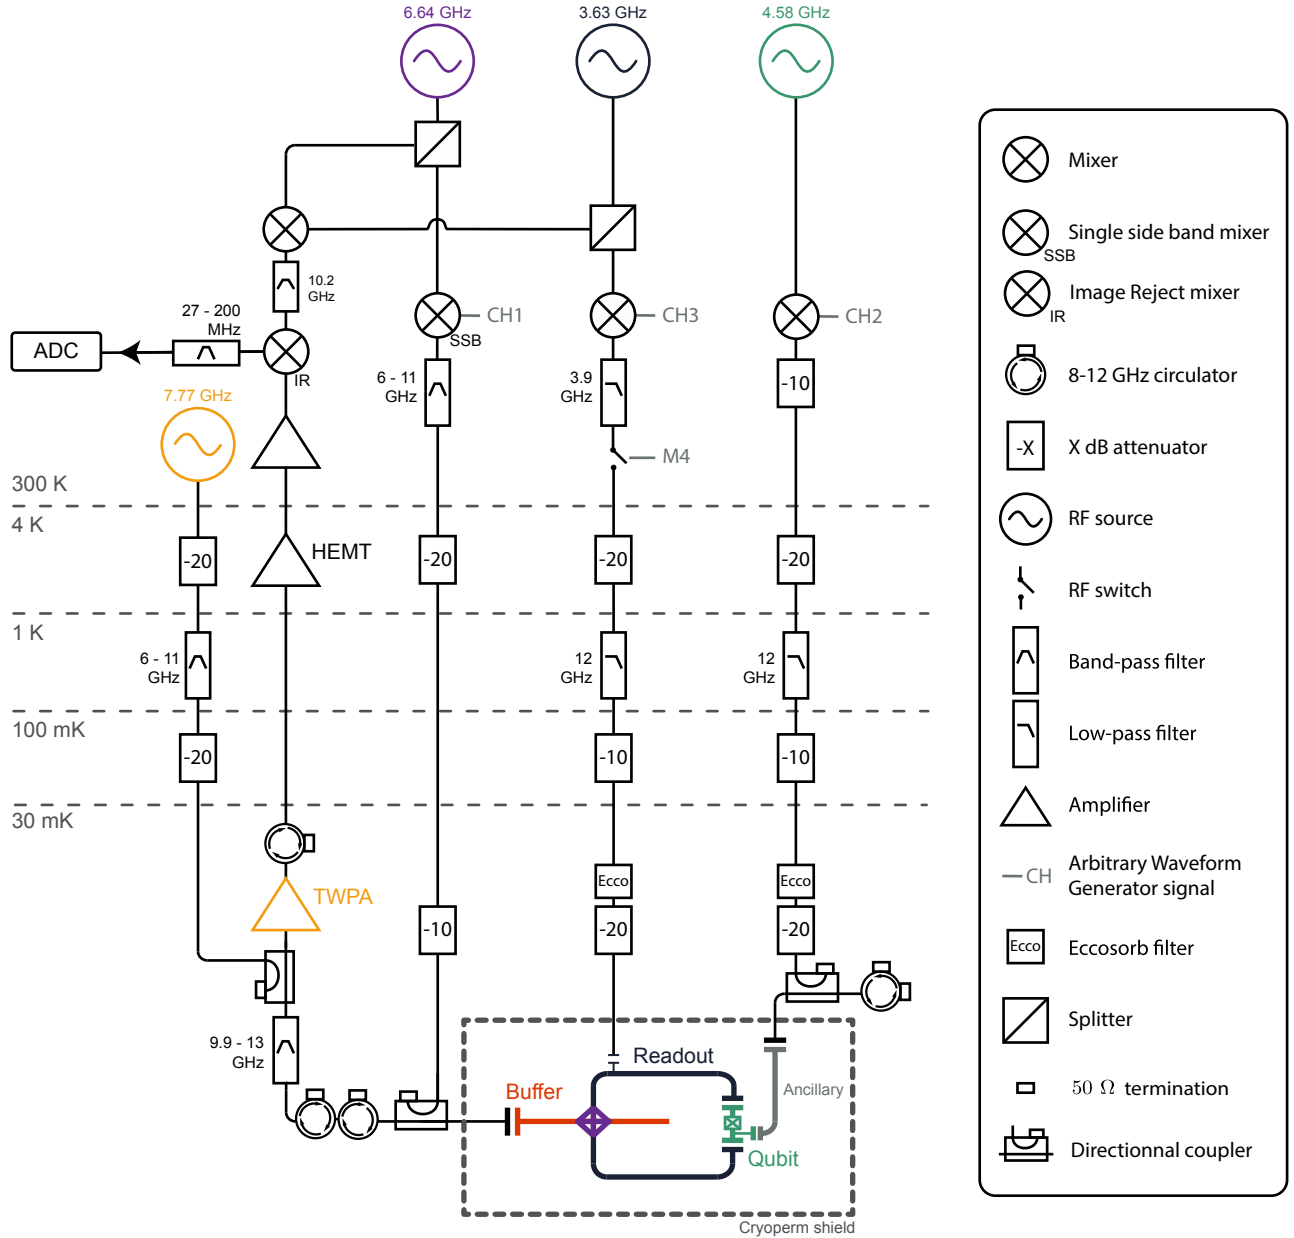 6.64 GHz
3.63 GHz
4.58 GHz
10.2
GHz
27 - 200
MHz
ADC
IR
CH1
SSB
CH3
CH2
6 - 11
GHz
3.9
GHz
-10
7.77 GHz
M4
300 K
4 K
-20
HEMT
-20
-20
-20
1 K
6 - 11
GHz
12
GHz
12
GHz
100 mK
-20
-10
-10
30 mK
TWPA
Ecco
Ecco
-10
-20
-20
9.9 - 13
GHz
Readout
Buffer
Ancillary
Qubit
Cryoperm shield
Mixer
SSB
Single side band mixer
IR
Image Reject mixer
8-12 GHz circulator
-X
X dB attenuator
RF source
RF switch
Band-pass filter
Low-pass filter
Amplifier
CH
Arbitrary Waveform
Generator signal
Ecco
Eccosorb filter
Splitter
50 Ω termination
Directionnal coupler